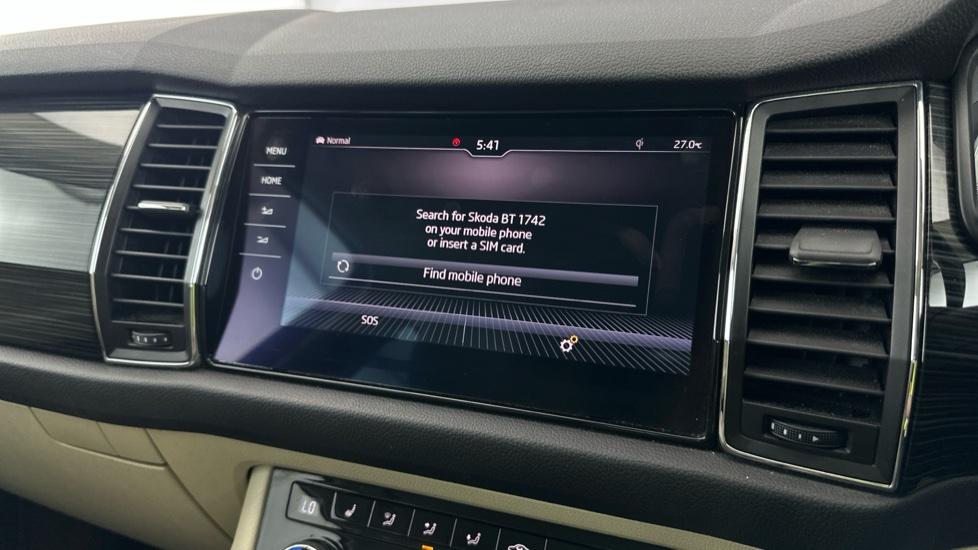 Normal
5:41
27.0°C
MENU
HOME
Search for Skoda BT 1742
on your mobile phone
or insert a SIM card.
Find mobile phone
SOS
LO